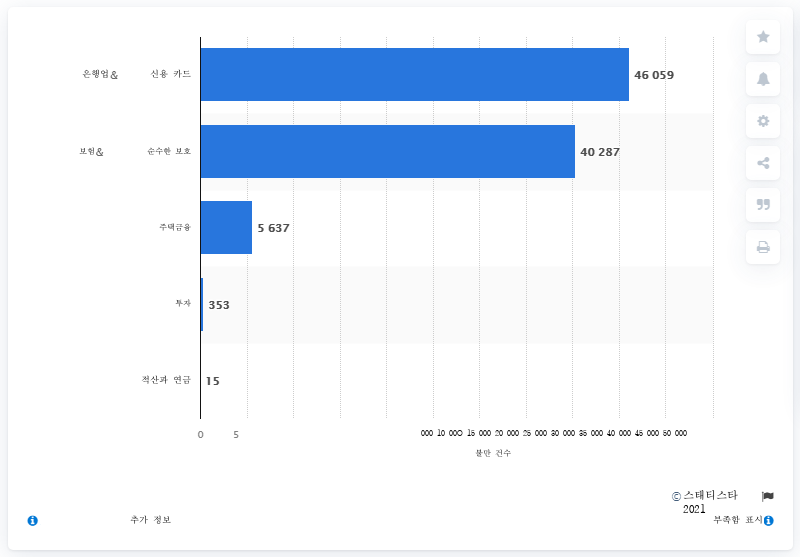 은행업& 신용 카드
46 059
보험& 순수한 보호
40 287
주택금융
5 637
투자
353
적산과 연금
15
0 5 000 10 000 15 000 20 000 25 000 30 000 35 000 40 000 45 000 50 000
불만 건수
© 스태티스타
2021
추가 정보
부족함 표시